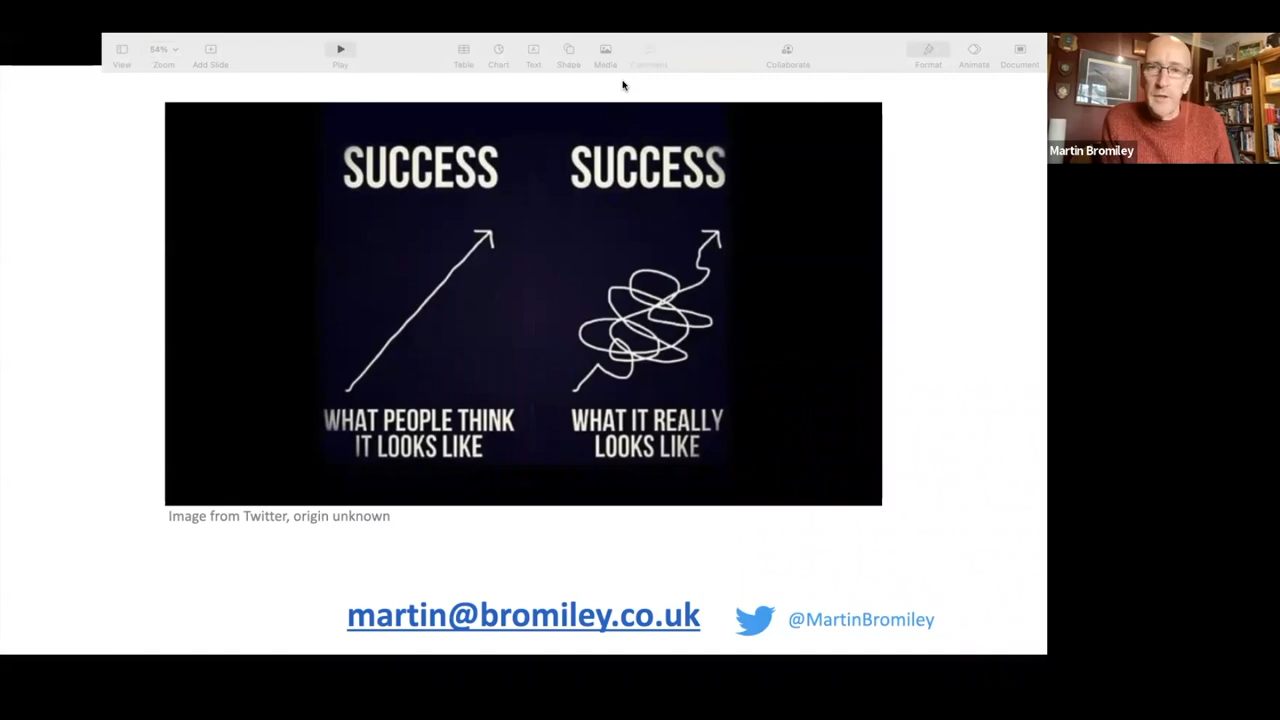 View
54%
Zoom
Add Slide
Play
Table
Chart
Text
Shape
Media
Comment
Collaborate
Format
Animate
Document
Martin Bromiley
SUCCESS
SUCCESS
WHAT PEOPLE THINK
IT LOOKS LIKE
WHAT IT REALLY
LOOKS LIKE
Image from Twitter, origin unknown
martin@bromiley.co.uk
@MartinBromiley